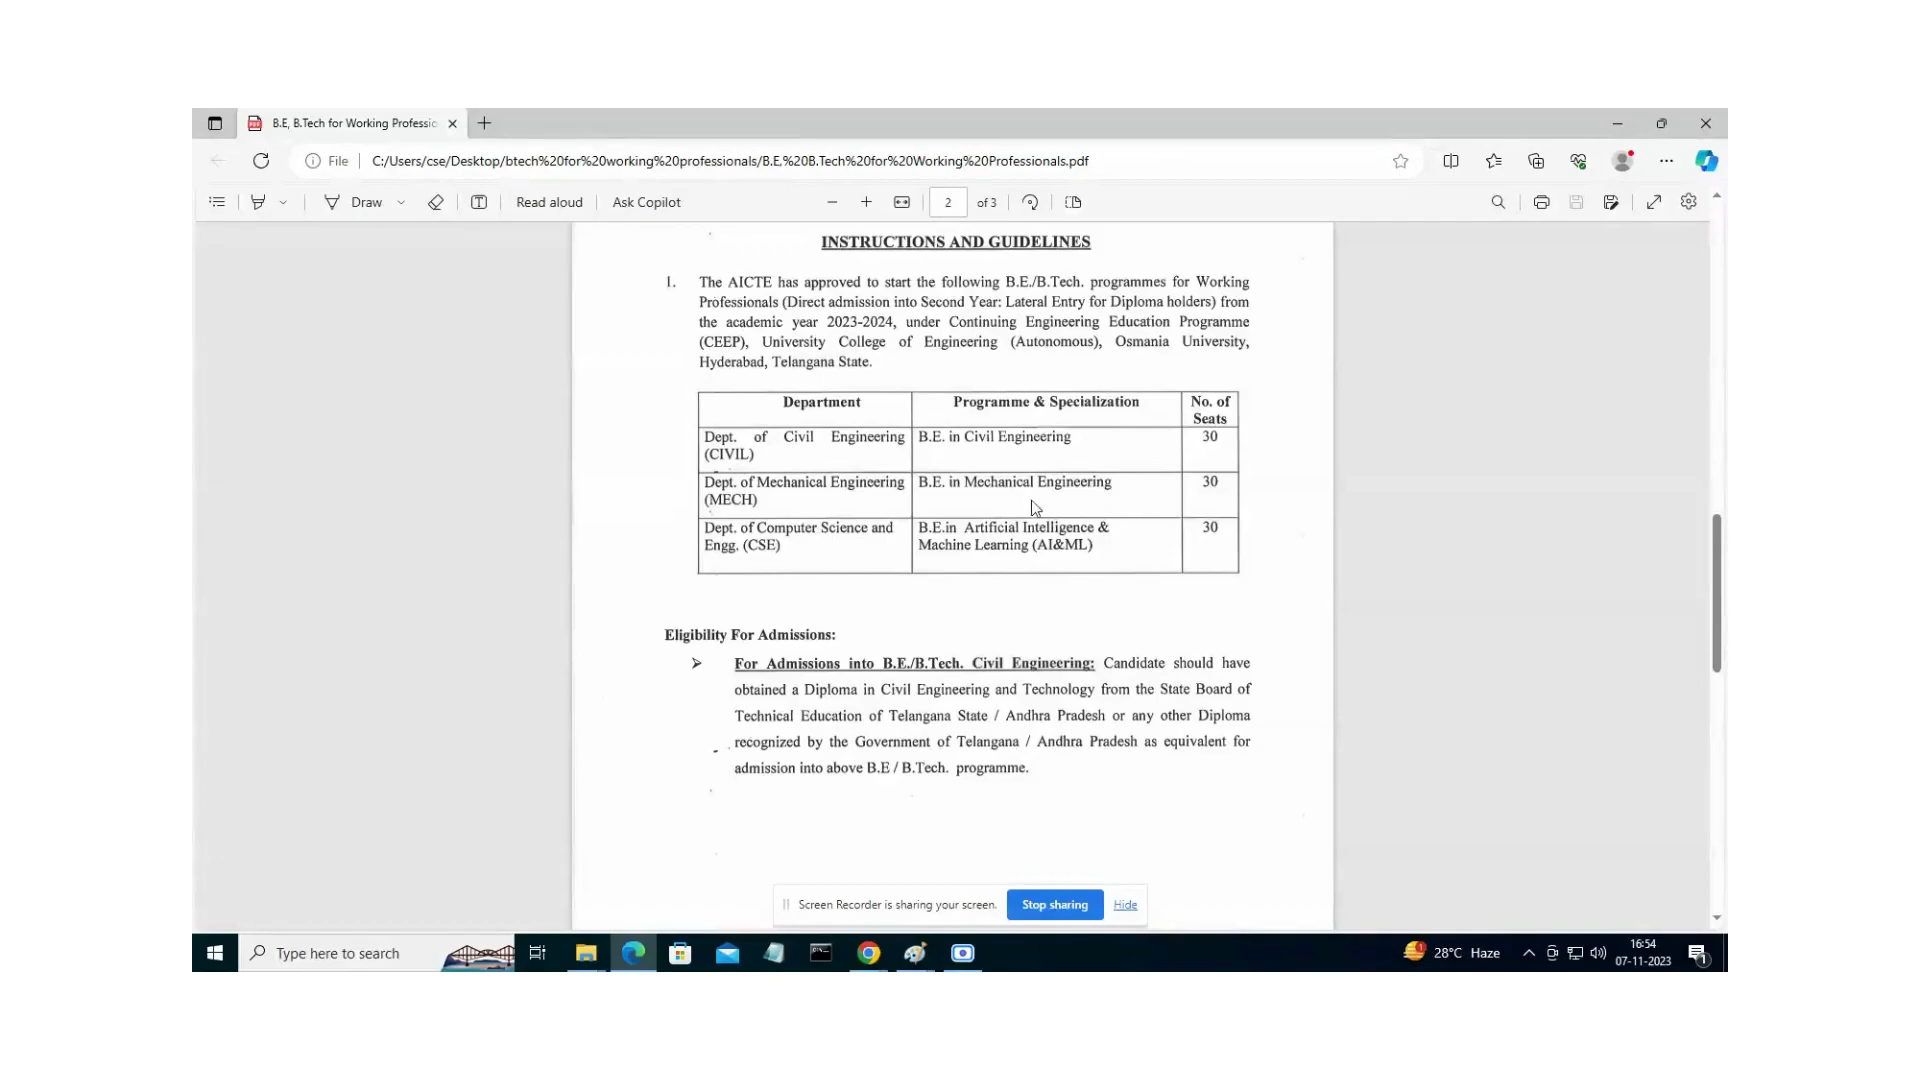 B.E, B.Tech for Working Professio
File
C:/Users/cse/Desktop/btech%20for%20working%20professionals/B.E,%20B.Tech%20for%20Working%20Professionals.pdf
Draw
Read aloud
Ask Copilot
2
of 3
INSTRUCTIONS AND GUIDELINES
1. The AICTE has approved to start the following B.E./B.Tech. programmes for Working
Professionals (Direct admission into Second Year: Lateral Entry for Diploma holders) from
the academic year 2023-2024, under Continuing Engineering Education Programme
(CEEP), University College of Engineering (Autonomous), Osmania University,
Hyderabad, Telangana State.
Department Programme & Specialization No. of
Seats
Dept. of Civil Engineering B.E. in Civil Engineering 30
(CIVIL)
Dept. of Mechanical Engineering B.E. in Mechanical Engineering 30
(MECH)
Dept. of Computer Science and B.E.in Artificial Intelligence & 30
Engg. (CSE) Machine Learning (AI&ML)
Eligibility For Admissions:
➢ For Admissions into B.E./B.Tech. Civil Engineering: Candidate should have
obtained a Diploma in Civil Engineering and Technology from the State Board of
Technical Education of Telangana State / Andhra Pradesh or any other Diploma
recognized by the Government of Telangana / Andhra Pradesh as equivalent for
admission into above B.E / B.Tech. programme.
Screen Recorder is sharing your screen.
Stop sharing
Hide
Type here to search
1
28°C Haze
16:54
07-11-2023
1